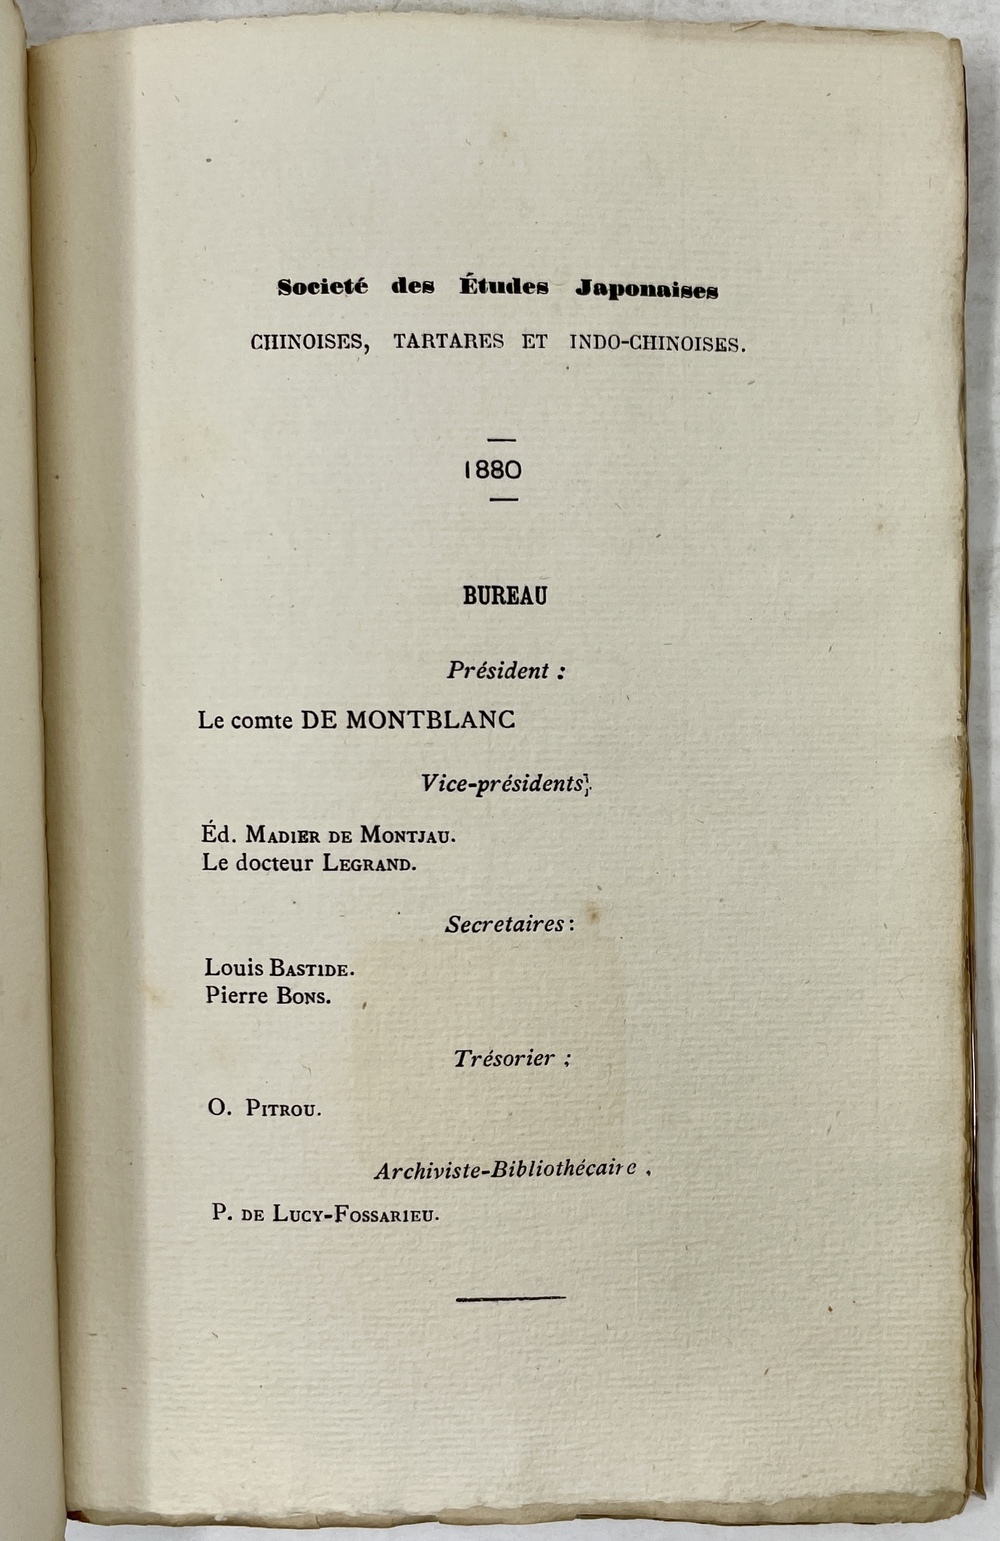 Societé des Études Japonaises
CHINOISES, TARTARES ET INDO-CHINOISES.
1880
BUREAU
Président :
Le comte DE MONTBLANC
Vice-présidents;
Éd. MADIER DE MONTJAU.
Le docteur LEGRAND.
Secretaires :
Louis BASTIDE.
Pierre BONS.
Trésorier ;
O. PITROU.
Archiviste-Bibliothécaire .
P. DE LUCY-FOSSARIEU.